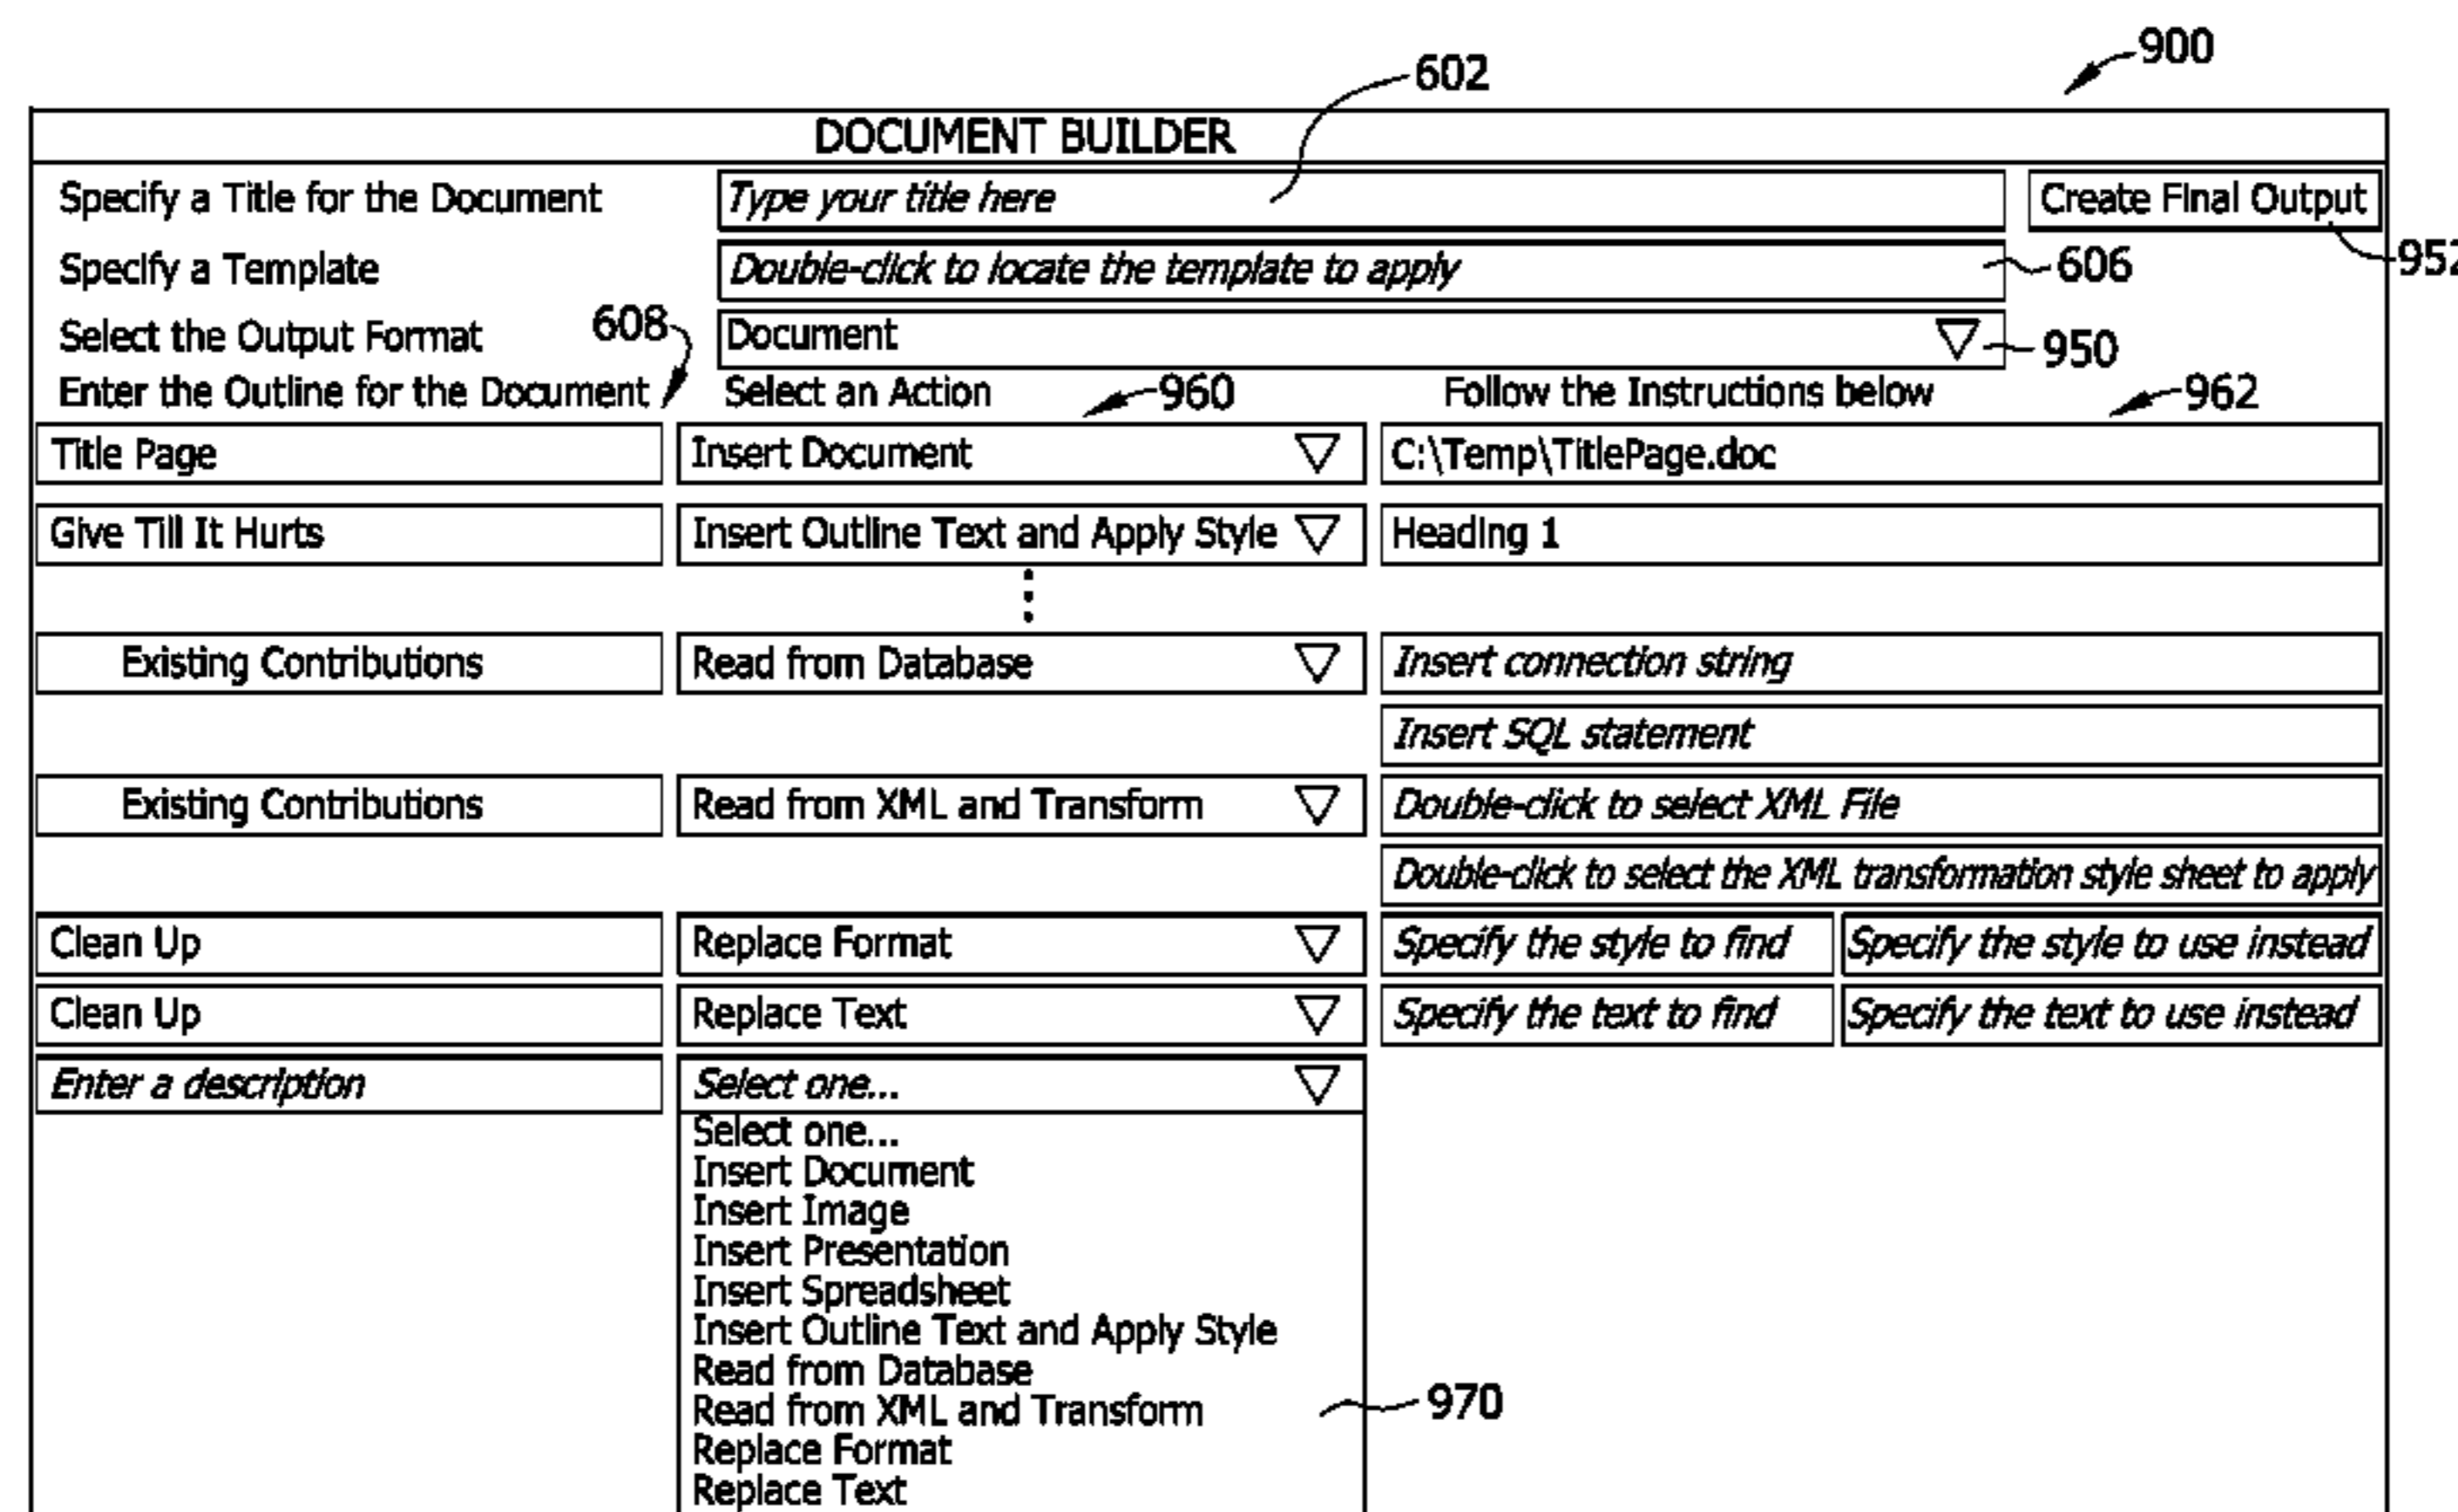 900
602
DOCUMENT BUILDER
Specify a Title for the Document Type your title here Create Final Output
952
Specify a Template Double-click to locate the template to apply 606
Select the Output Format 608 Document 950
Enter the Outline for the Document Select an Action 960 Follow the Instructions below 962
Title Page Insert Document C:\Temp\TitlePage.doc
Give Till It Hurts Insert Outline Text and Apply Style Heading 1
Existing Contributions Read from Database Insert connection string
Insert SQL statement
Existing Contributions Read from XML and Transform Double-click to select XML File
Double-click to select the XML transformation style sheet to apply
Clean Up Replace Format Specify the style to find Specify the style to use instead
Clean Up Replace Text Specify the text to find Specify the text to use instead
Enter a description Select one...
Select one...
Insert Document
Insert Image
Insert Presentation
Insert Spreadsheet
Insert Outline Text and Apply Style
Read from Database
Read from XML and Transform 970
Replace Format
Replace Text